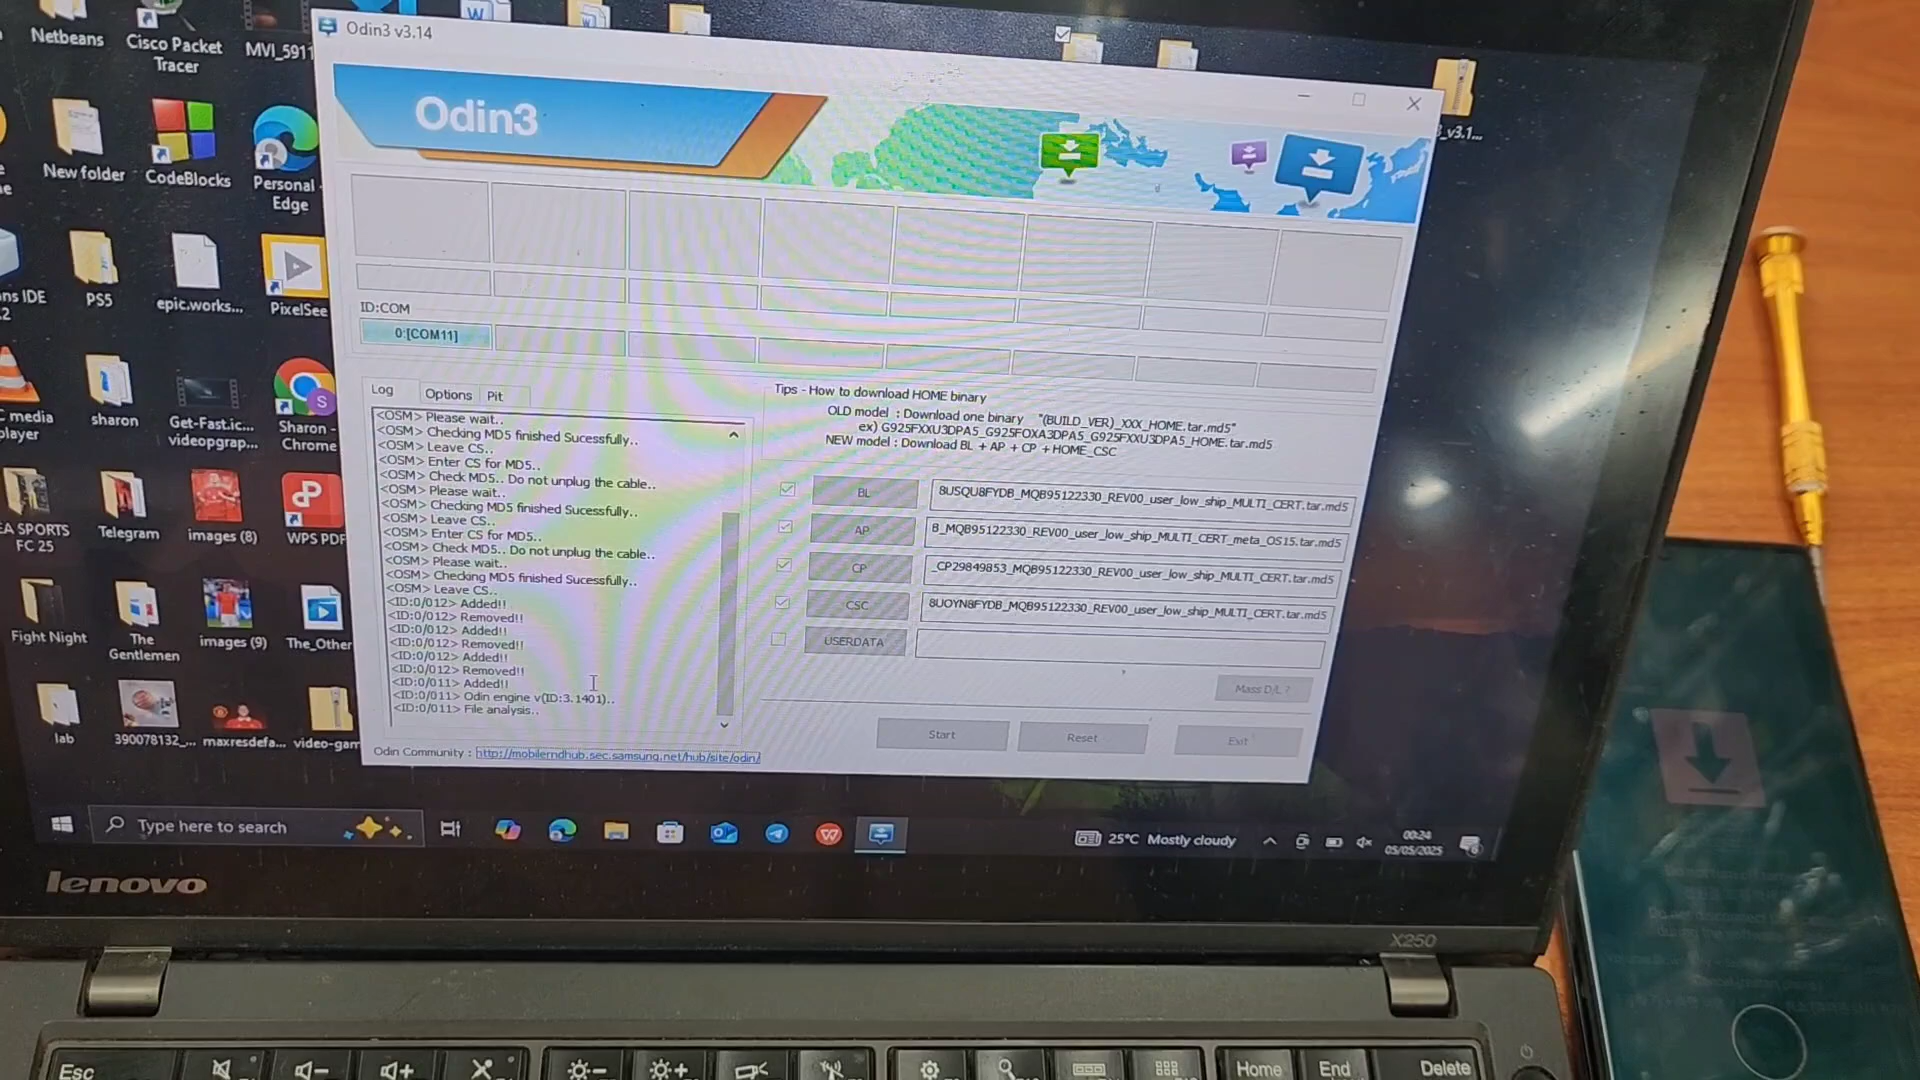 Netbeans
Cisco Packet
Tracer
MVI_5911
New folder
CodeBlocks
Personal -
Edge
PS5
epic.works...
PixelSee
sharon
Get-Fast.ic...
videopgrap...
Sharon -
Chrome
Telegram
images (8)
WPS PDF
Fight Night
The
Gentlemen
images (9)
The_Other
lab
390078132_...
maxresdefa...
video-gam
ns IDE
.2
C media
player
EA SPORTS
FC 25
_v3.1...
Odin3 v3.14
Odin3
ID:COM
0:[COM11]
Log
Options
Pit
<OSM> Please wait..
<OSM> Checking MD5 finished Sucessfully..
<OSM> Leave CS..
<OSM> Enter CS for MD5..
<OSM> Check MD5.. Do not unplug the cable..
<OSM> Please wait..
<OSM> Checking MD5 finished Sucessfully..
<OSM> Leave CS..
<OSM> Enter CS for MD5..
<OSM> Check MD5.. Do not unplug the cable..
<OSM> Please wait..
<OSM> Checking MD5 finished Sucessfully..
<OSM> Leave CS..
<ID:0/012> Added!!
<ID:0/012> Removed!!
<ID:0/012> Added!!
<ID:0/012> Removed!!
<ID:0/012> Added!!
<ID:0/012> Removed!!
<ID:0/011> Added!!
<ID:0/011> Odin engine v(ID:3.1401)..
<ID:0/011> File analysis..
Tips - How to download HOME binary
OLD model : Download one binary "(BUILD_VER)_XXX_HOME.tar.md5"
ex) G925FXXU3DPA5_G925FOXA3DPA5_G925FXXU3DPA5_HOME.tar.md5
NEW model : Download BL + AP + CP + HOME_CSC
BL
8USQU8FYDB_MQB95122330_REV00_user_low_ship_MULTI_CERT.tar.md5
AP
B_MQB95122330_REV00_user_low_ship_MULTI_CERT_meta_OS15.tar.md5
CP
_CP29849853_MQB95122330_REV00_user_low_ship_MULTI_CERT.tar.md5
CSC
8UOYN8FYDB_MQB95122330_REV00_user_low_ship_MULTI_CERT.tar.md5
USERDATA
Mass D/L ?
Start
Reset
Exit
Odin Community : http://mobilerndhub.sec.samsung.net/hub/site/odin/
Type here to search
25°C Mostly cloudy
00:24
05/05/2025
lenovo
X250
Esc
Home
End
Delete